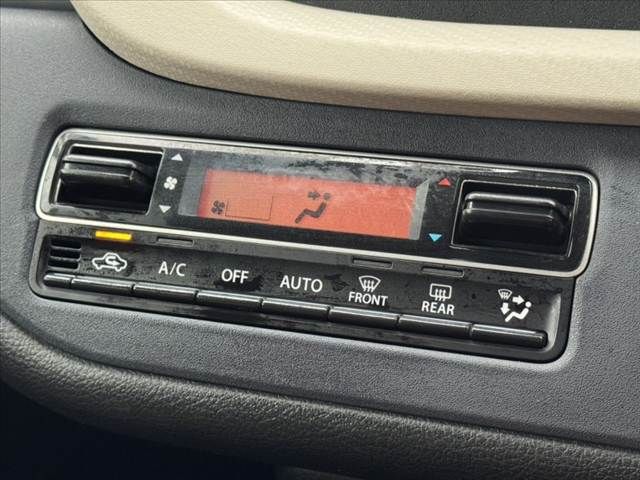 A/C OFF AUTO FRONT REAR